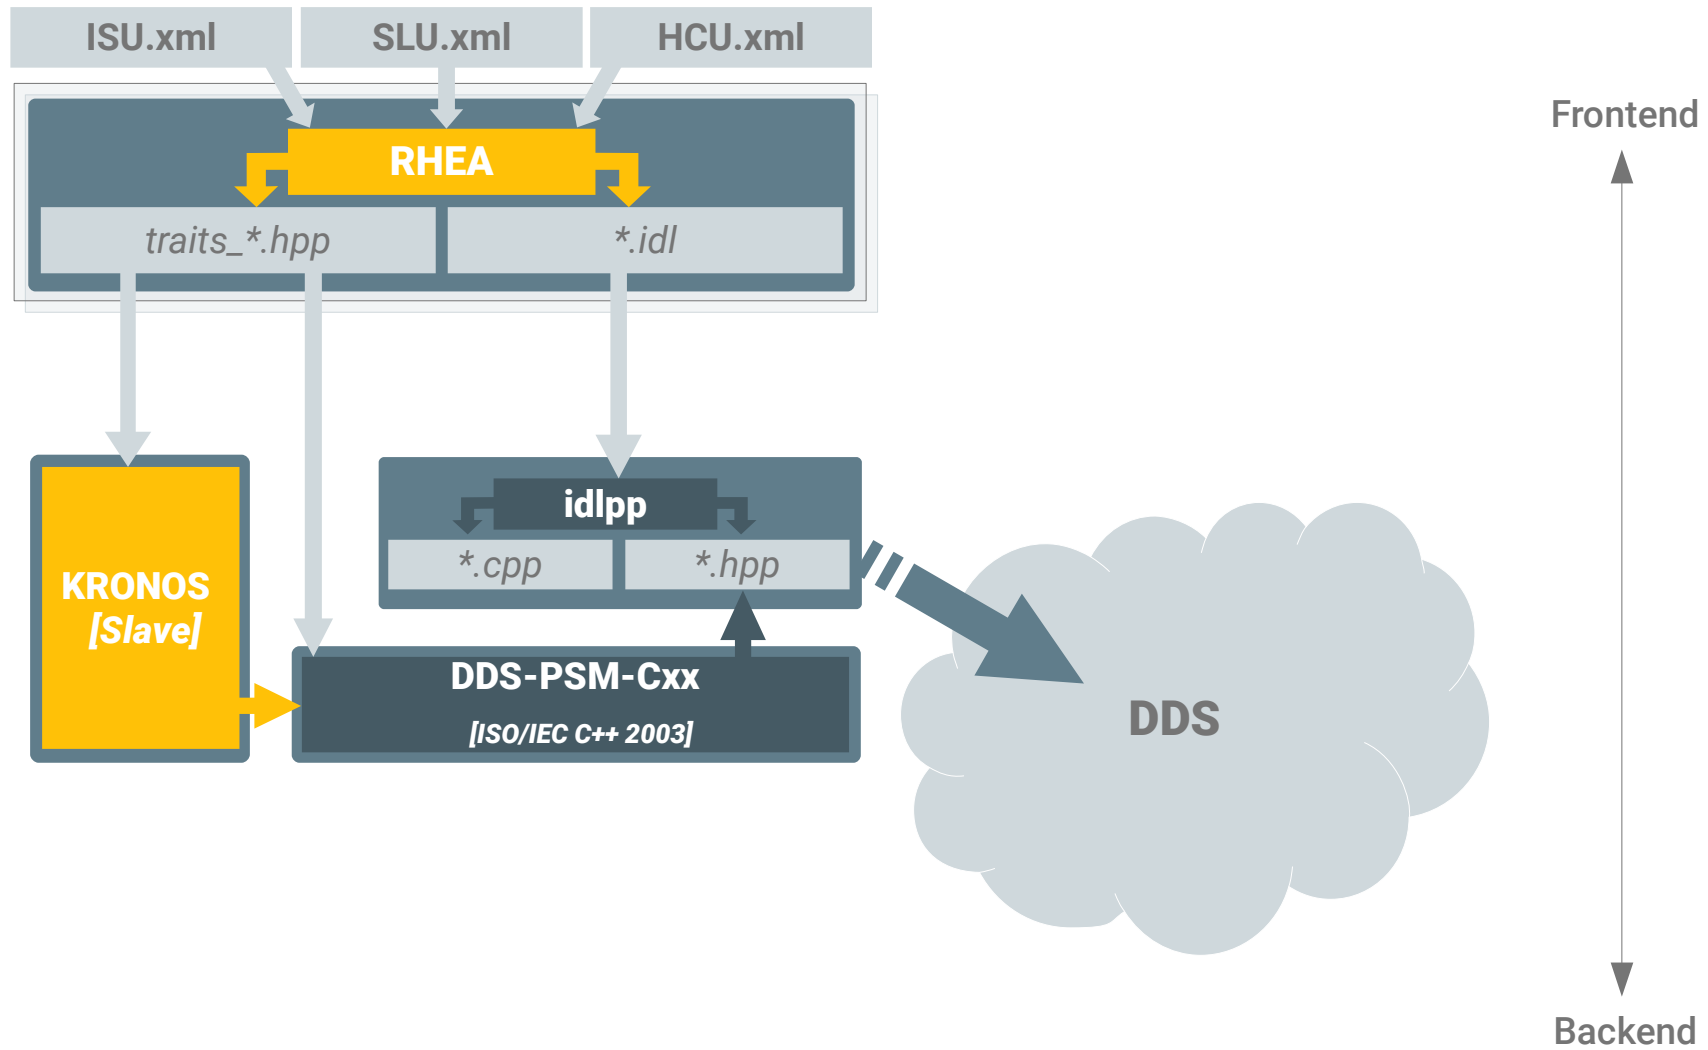 ISU.xml
SLU.xml
HCU.xml
Frontend
RHEA
traits_*.hpp
*.idl
idlpp
*.cpp
*.hpp
KRONOS
[Slave]
DDS-PSM-Cxx
[ISO/IEC C++ 2003]
DDS
Backend